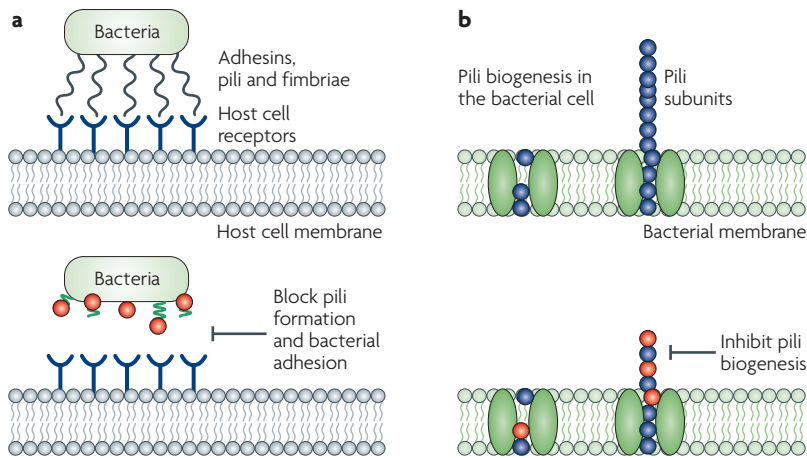 a
Bacteria
Adhesins,
pili and fimbriae
Host cell
receptors
Host cell membrane
Bacteria
Block pili
formation
and bacterial
adhesion
b
Pili biogenesis in
the bacterial cell
Pili
subunits
Bacterial membrane
Inhibit pili
biogenesis